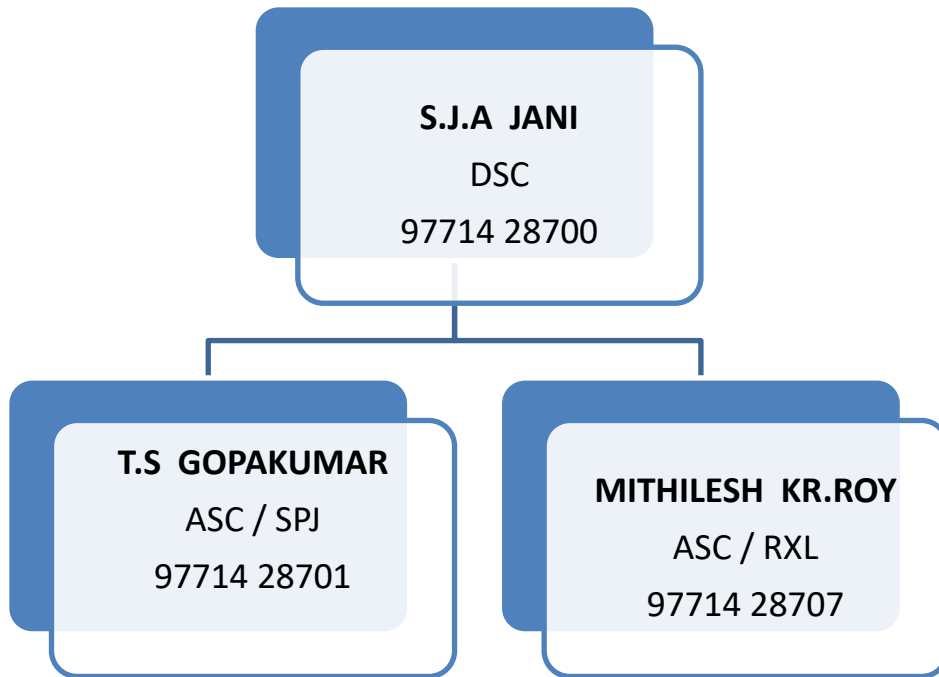 S.J.A JANI
DSC
97714 28700
T.S GOPAKUMAR
ASC / SPJ
97714 28701
MITHILESH KR.ROY
ASC / RXL
97714 28707